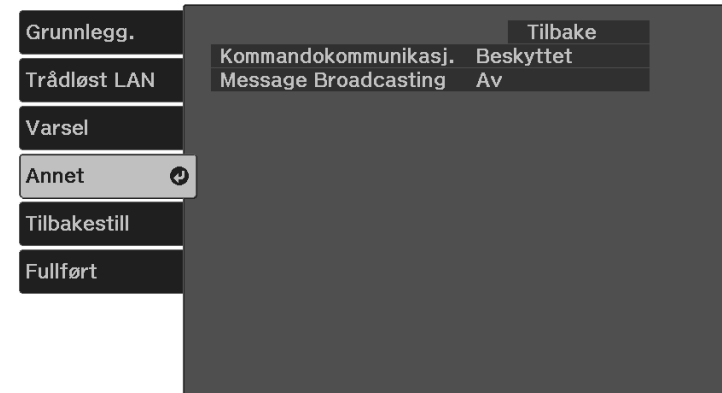 Grunnlegg.
Trådløst LAN
Varsel
Annet
Tilbakestill
Fullført
Tilbake
Kommandokommunikasj. Beskyttet
Message Broadcasting Av